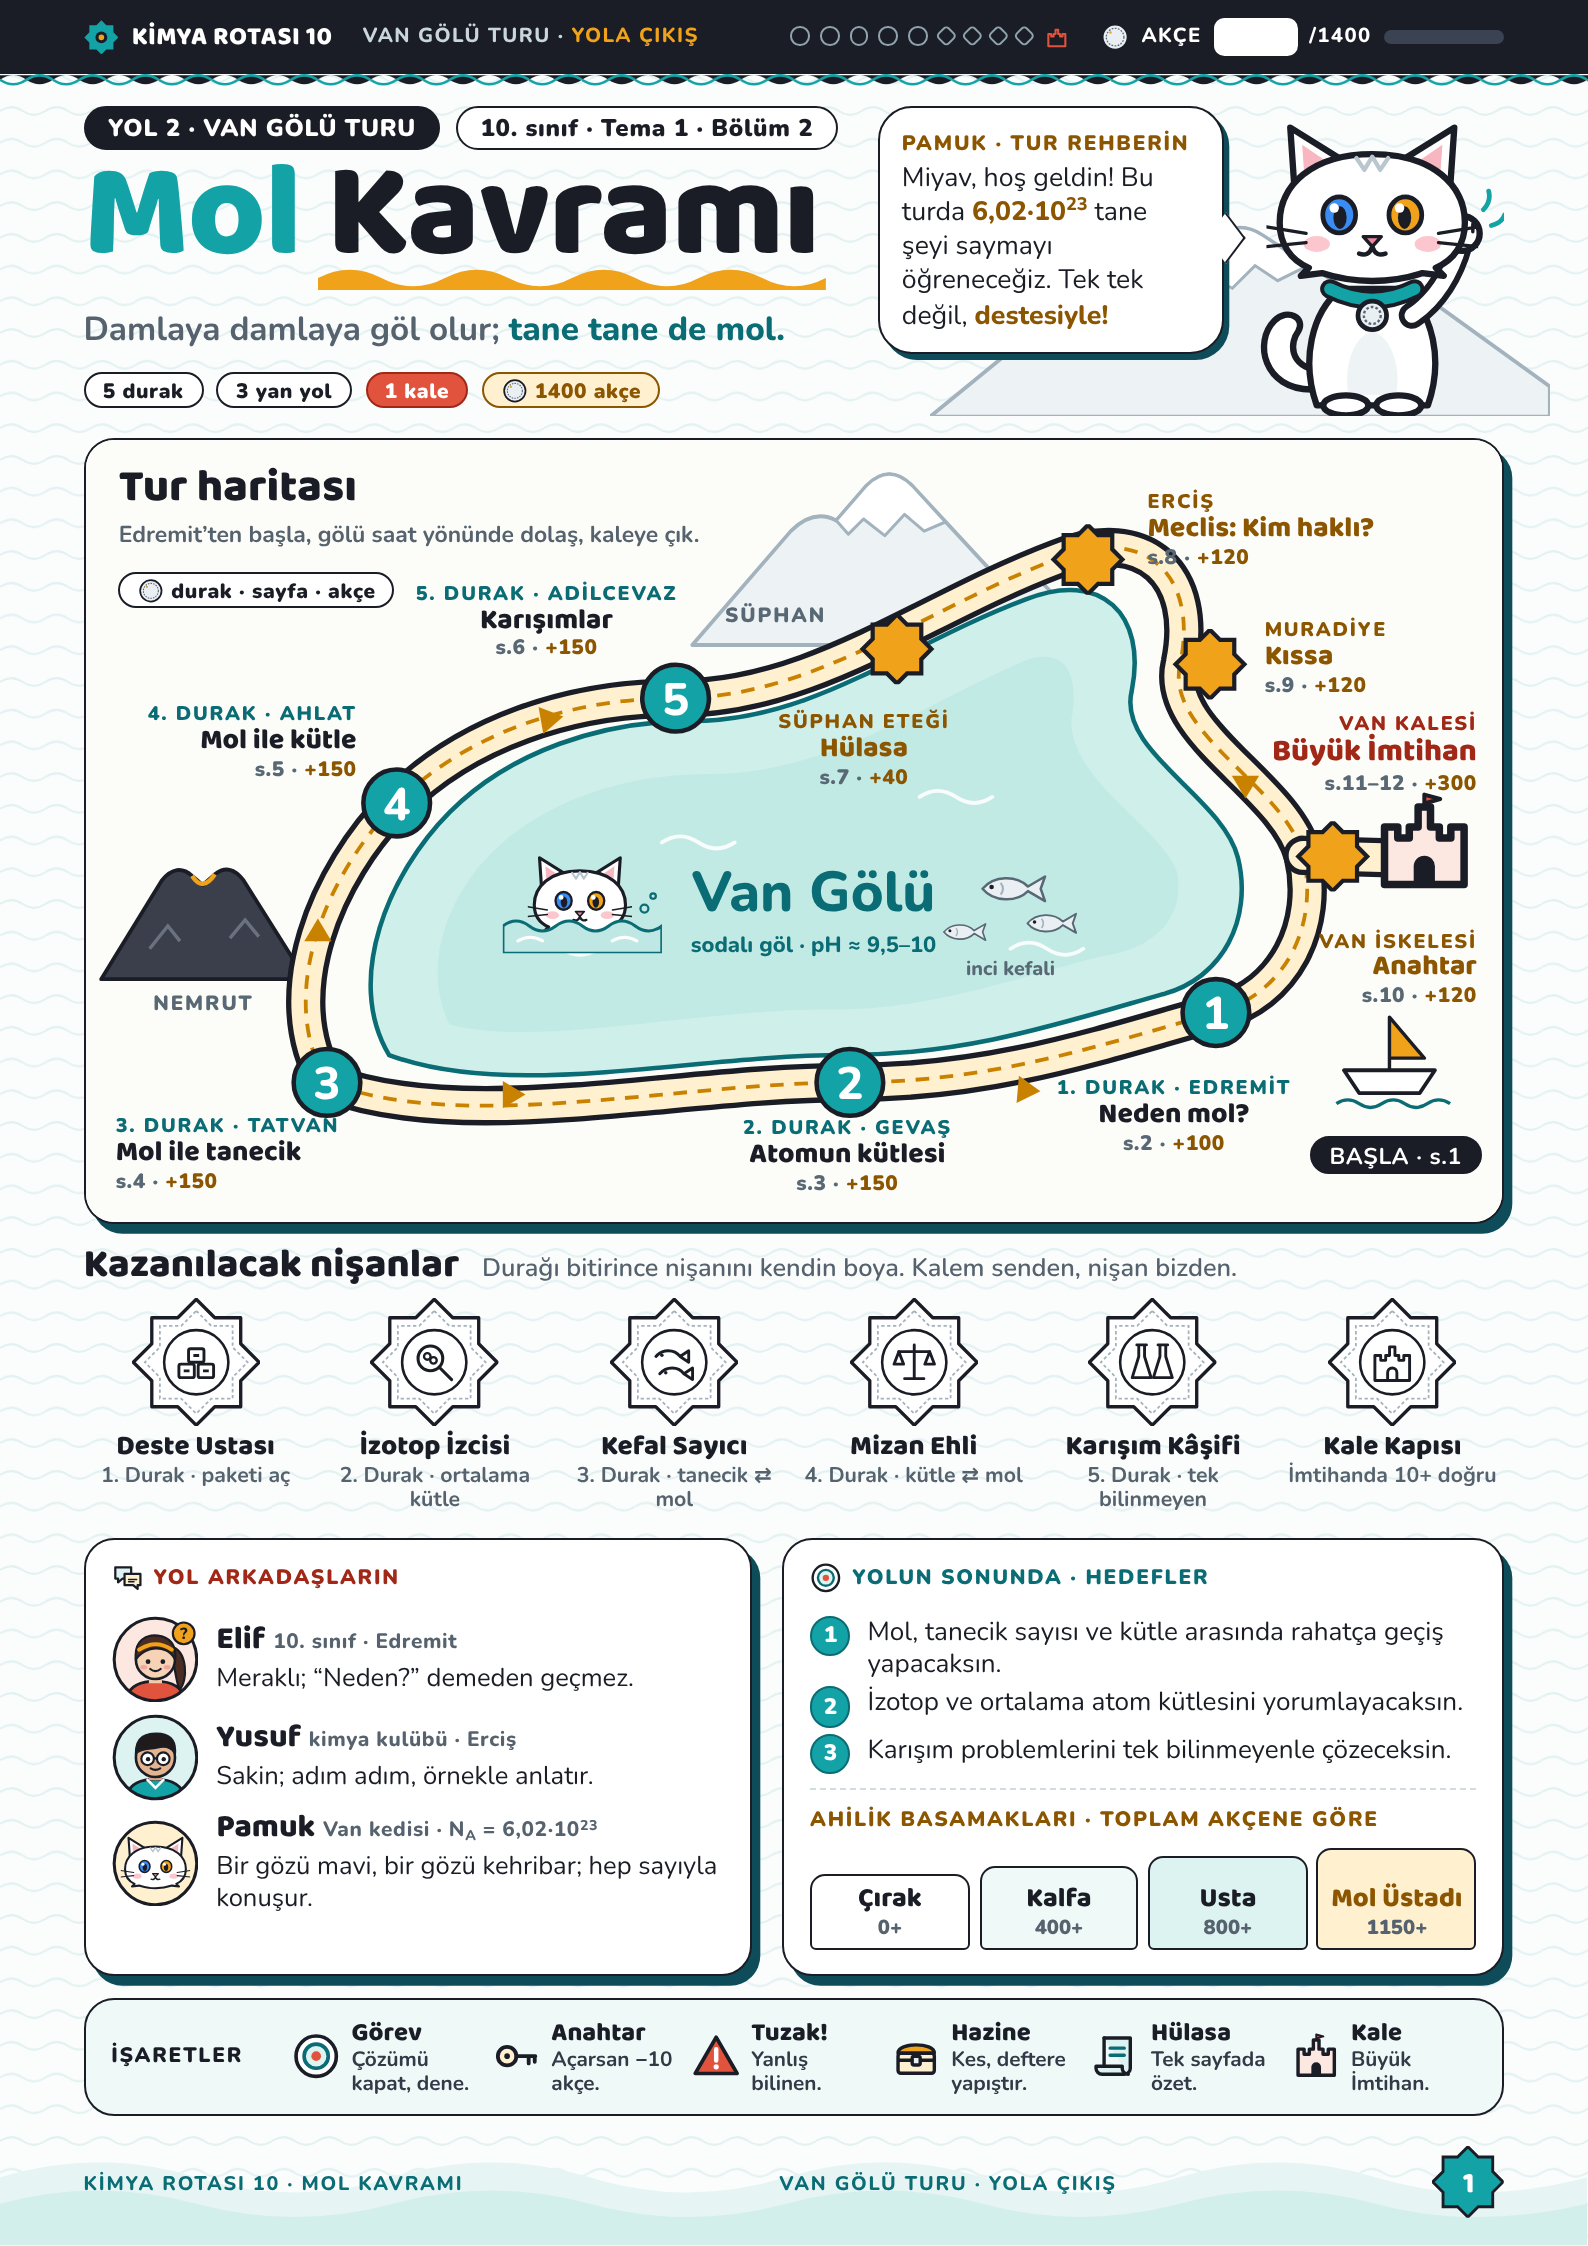 KİMYA ROTASI 10 VAN GÖLÜ TURU · YOLA ÇIKIŞ AKÇE /1400
YOL 2 · VAN GÖLÜ TURU
10. sınıf · Tema 1 · Bölüm 2
Mol Kavramı
Damlaya damlaya göl olur; tane tane de mol.
5 durak
3 yan yol
1 kale
1400 akçe
PAMUK · TUR REHBERİN
Miyav, hoş geldin! Bu
turda 6,02·10²³ tane
şeyi saymayı
öğreneceğiz. Tek tek
değil, destesiyle!
Tur haritası
Edremit’ten başla, gölü saat yönünde dolaş, kaleye çık.
durak · sayfa · akçe
5. DURAK · ADİLCEVAZ
Karışımlar
s.6 · +150
SÜPHAN
ERCİŞ
Meclis: Kim haklı?
s.8 · +120
MURADİYE
Kıssa
s.9 · +120
4. DURAK · AHLAT
Mol ile kütle
s.5 · +150
5
SÜPHAN ETEĞİ
Hülasa
s.7 · +40
VAN KALESİ
Büyük İmtihan
s.11–12 · +300
4
Van Gölü
sodalı göl · pH ≈ 9,5–10
inci kefali
NEMRUT
VAN İSKELESİ
Anahtar
s.10 · +120
1
3
2
3. DURAK · TATVAN
Mol ile tanecik
s.4 · +150
2. DURAK · GEVAŞ
Atomun kütlesi
s.3 · +150
1. DURAK · EDREMİT
Neden mol?
s.2 · +100
BAŞLA · s.1
Kazanılacak nişanlar Durağı bitirince nişanını kendin boya. Kalem senden, nişan bizden.
Deste Ustası
1. Durak · paketi aç
İzotop İzcisi
2. Durak · ortalama
kütle
Kefal Sayıcı
3. Durak · tanecik ⇄
mol
Mizan Ehli
4. Durak · kütle ⇄ mol
Karışım Kâşifi
5. Durak · tek
bilinmeyen
Kale Kapısı
İmtihanda 10+ doğru
YOL ARKADAŞLARIN
?
Elif 10. sınıf · Edremit
Meraklı; “Neden?” demeden geçmez.
Yusuf kimya kulübü · Erciş
Sakin; adım adım, örnekle anlatır.
Pamuk Van kedisi · N_A = 6,02·10²³
Bir gözü mavi, bir gözü kehribar; hep sayıyla
konuşur.
YOLUN SONUNDA · HEDEFLER
1 Mol, tanecik sayısı ve kütle arasında rahatça geçiş
yapacaksın.
2 İzotop ve ortalama atom kütlesini yorumlayacaksın.
3 Karışım problemlerini tek bilinmeyenle çözeceksin.
AHİLİK BASAMAKLARI · TOPLAM AKÇENE GÖRE
Çırak
0+
Kalfa
400+
Usta
800+
Mol Üstadı
1150+
İŞARETLER
Görev
Çözümü
kapat, dene.
Anahtar
Açarsan −10
akçe.
Tuzak!
Yanlış
bilinen.
Hazine
Kes, deftere
yapıştır.
Hülasa
Tek sayfada
özet.
Kale
Büyük
İmtihan.
KİMYA ROTASI 10 · MOL KAVRAMI
VAN GÖLÜ TURU · YOLA ÇIKIŞ
1